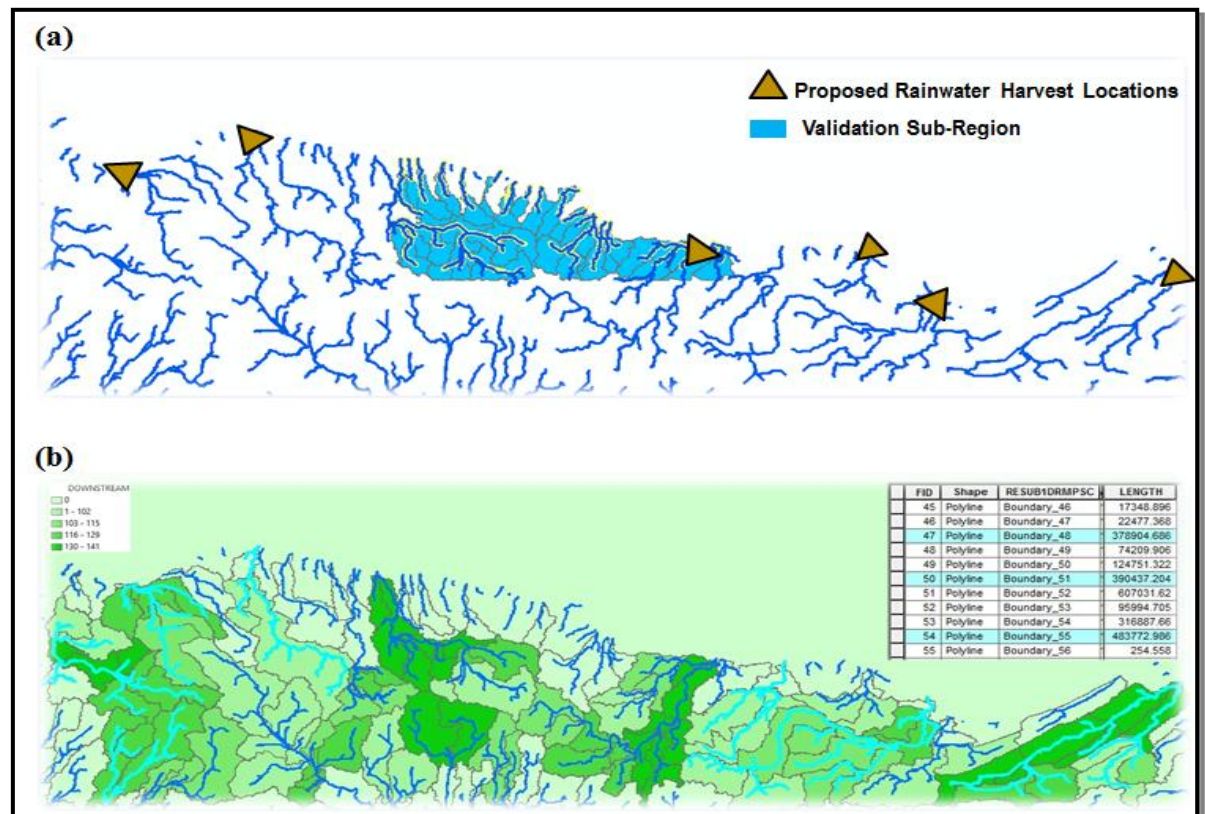 (a)
Proposed Rainwater Harvest Locations
Validation Sub-Region
(b)
DOWNSTREAM
0
1 - 102
103 - 115
116 - 129
130 - 141
FID Shape RESUB1DRMPSC LENGTH
45 Polyline Boundary_46 17348.896
46 Polyline Boundary_47 22477.368
47 Polyline Boundary_48 378904.686
48 Polyline Boundary_49 74209.906
49 Polyline Boundary_50 124751.322
50 Polyline Boundary_51 390437.204
51 Polyline Boundary_52 607031.62
52 Polyline Boundary_53 95994.705
53 Polyline Boundary_54 316887.66
54 Polyline Boundary_55 483772.986
55 Polyline Boundary_56 254.558